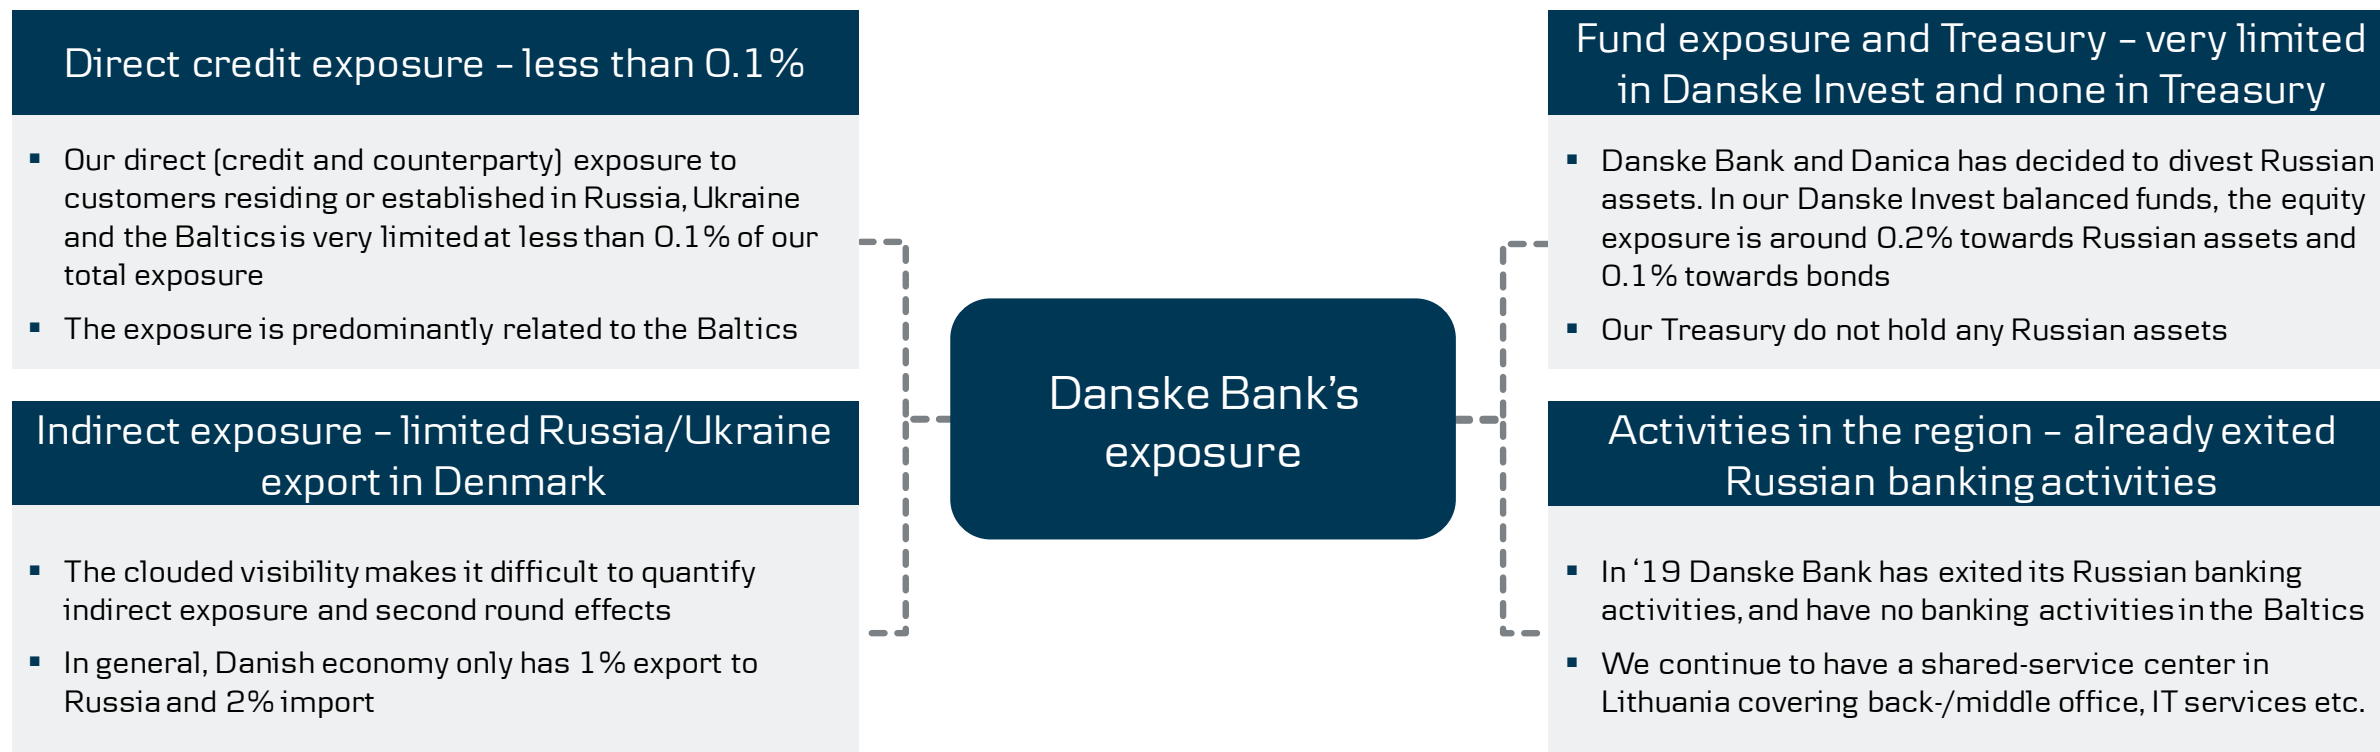 Direct credit exposure – less than 0.1%
▪ Our direct (credit and counterparty) exposure to
customers residing or established in Russia, Ukraine
and the Baltics is very limited at less than 0.1% of our
total exposure
▪ The exposure is predominantly related to the Baltics
Indirect exposure – limited Russia/Ukraine
export in Denmark
▪ The clouded visibility makes it difficult to quantify
indirect exposure and second round effects
▪ In general, Danish economy only has 1% export to
Russia and 2% import
Danske Bank’s
exposure
Fund exposure and Treasury – very limited
in Danske Invest and none in Treasury
▪ Danske Bank and Danica has decided to divest Russian
assets. In our Danske Invest balanced funds, the equity
exposure is around 0.2% towards Russian assets and
0.1% towards bonds
▪ Our Treasury do not hold any Russian assets
Activities in the region – already exited
Russian banking activities
▪ In ‘19 Danske Bank has exited its Russian banking
activities, and have no banking activities in the Baltics
▪ We continue to have a shared-service center in
Lithuania covering back-/middle office, IT services etc.